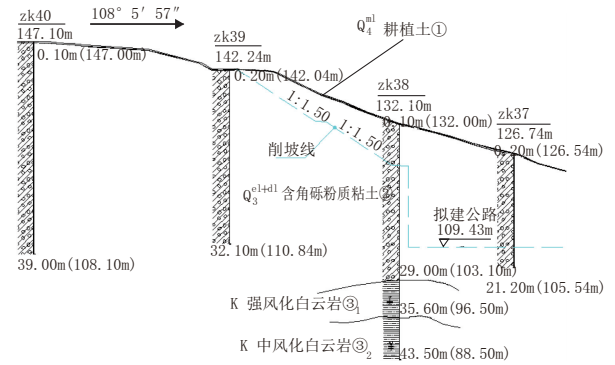 zk40
147.10m
108° 5′ 57″
0.10m(147.00m)
zk39
142.24m
0.20m(142.04m)
Q₄ᵐˡ 耕植土①
zk38
132.10m
0.10m(132.00m)
zk37
126.74m
0.20m(126.54m)
1:1.50 1:1.50
削坡线
Q₃ᵉˡ⁺ᵈˡ 含角砾粉质粘土②
拟建公路
109.43m
32.10m(110.84m)
39.00m(108.10m)
29.00m(103.10m)
21.20m(105.54m)
K 强风化白云岩③₁
35.60m(96.50m)
K 中风化白云岩③₂
43.50m(88.50m)